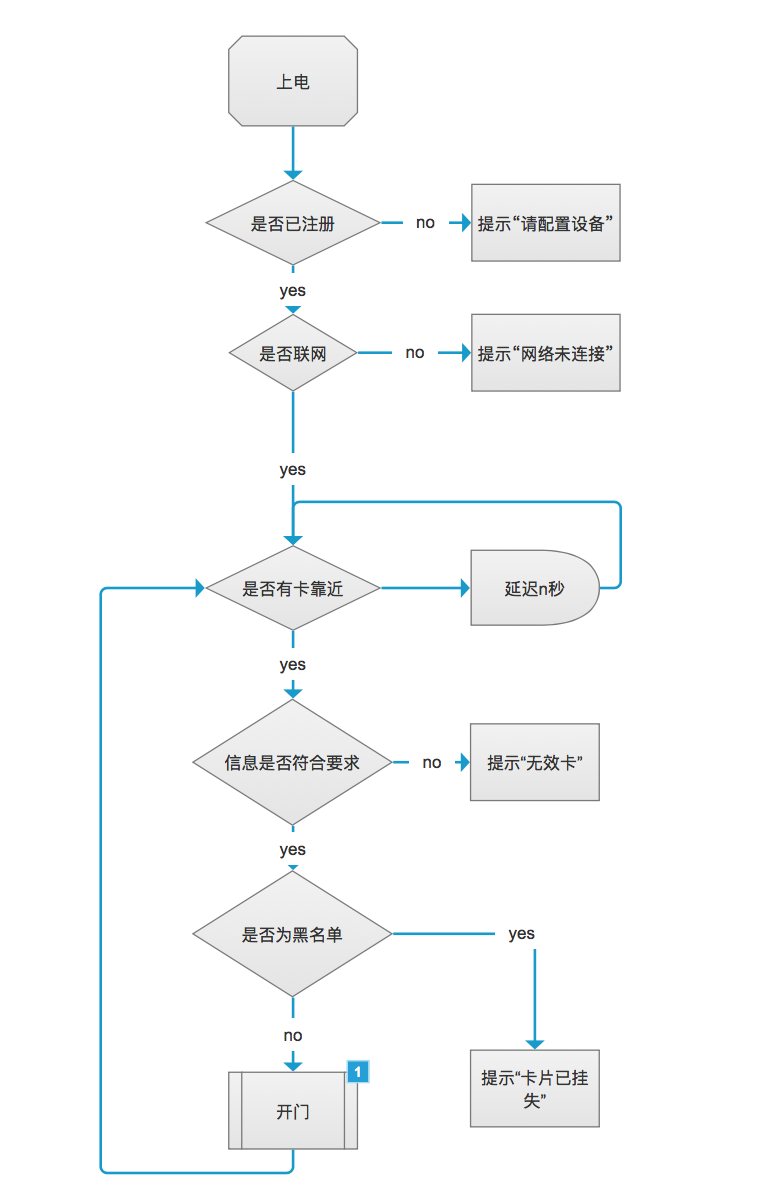 上电
是否已注册
no
提示“请配置设备”
yes
是否联网
no
提示“网络未连接”
yes
是否有卡靠近
延迟n秒
yes
信息是否符合要求
no
提示“无效卡”
yes
是否为黑名单
yes
no
提示“卡片已挂
失”
1
开门